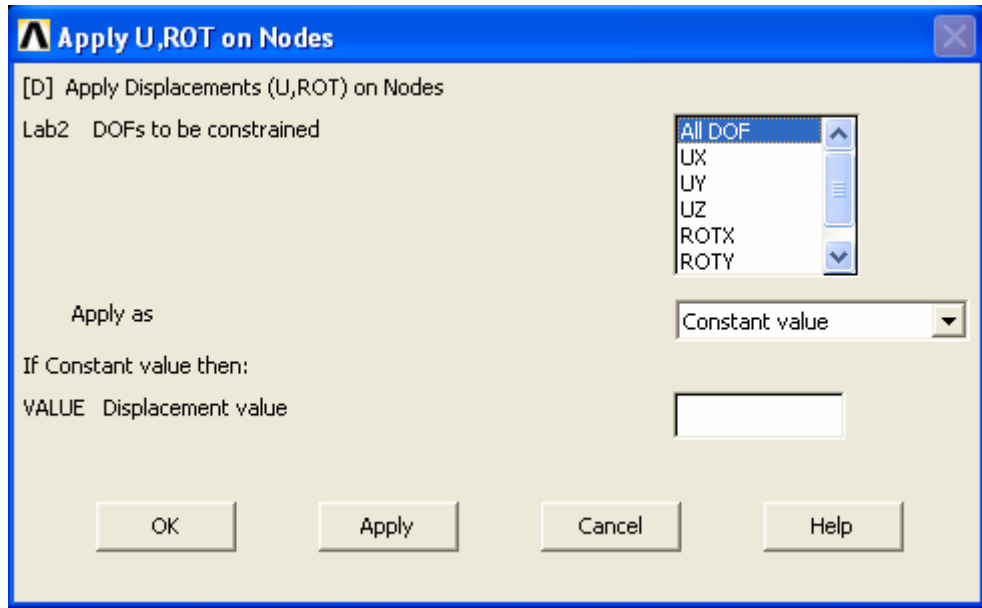 Apply U,ROT on Nodes
[D] Apply Displacements (U,ROT) on Nodes
Lab2 DOFs to be constrained
All DOF
UX
UY
UZ
ROTX
ROTY
Apply as
Constant value
If Constant value then:
VALUE Displacement value
OK Apply Cancel Help